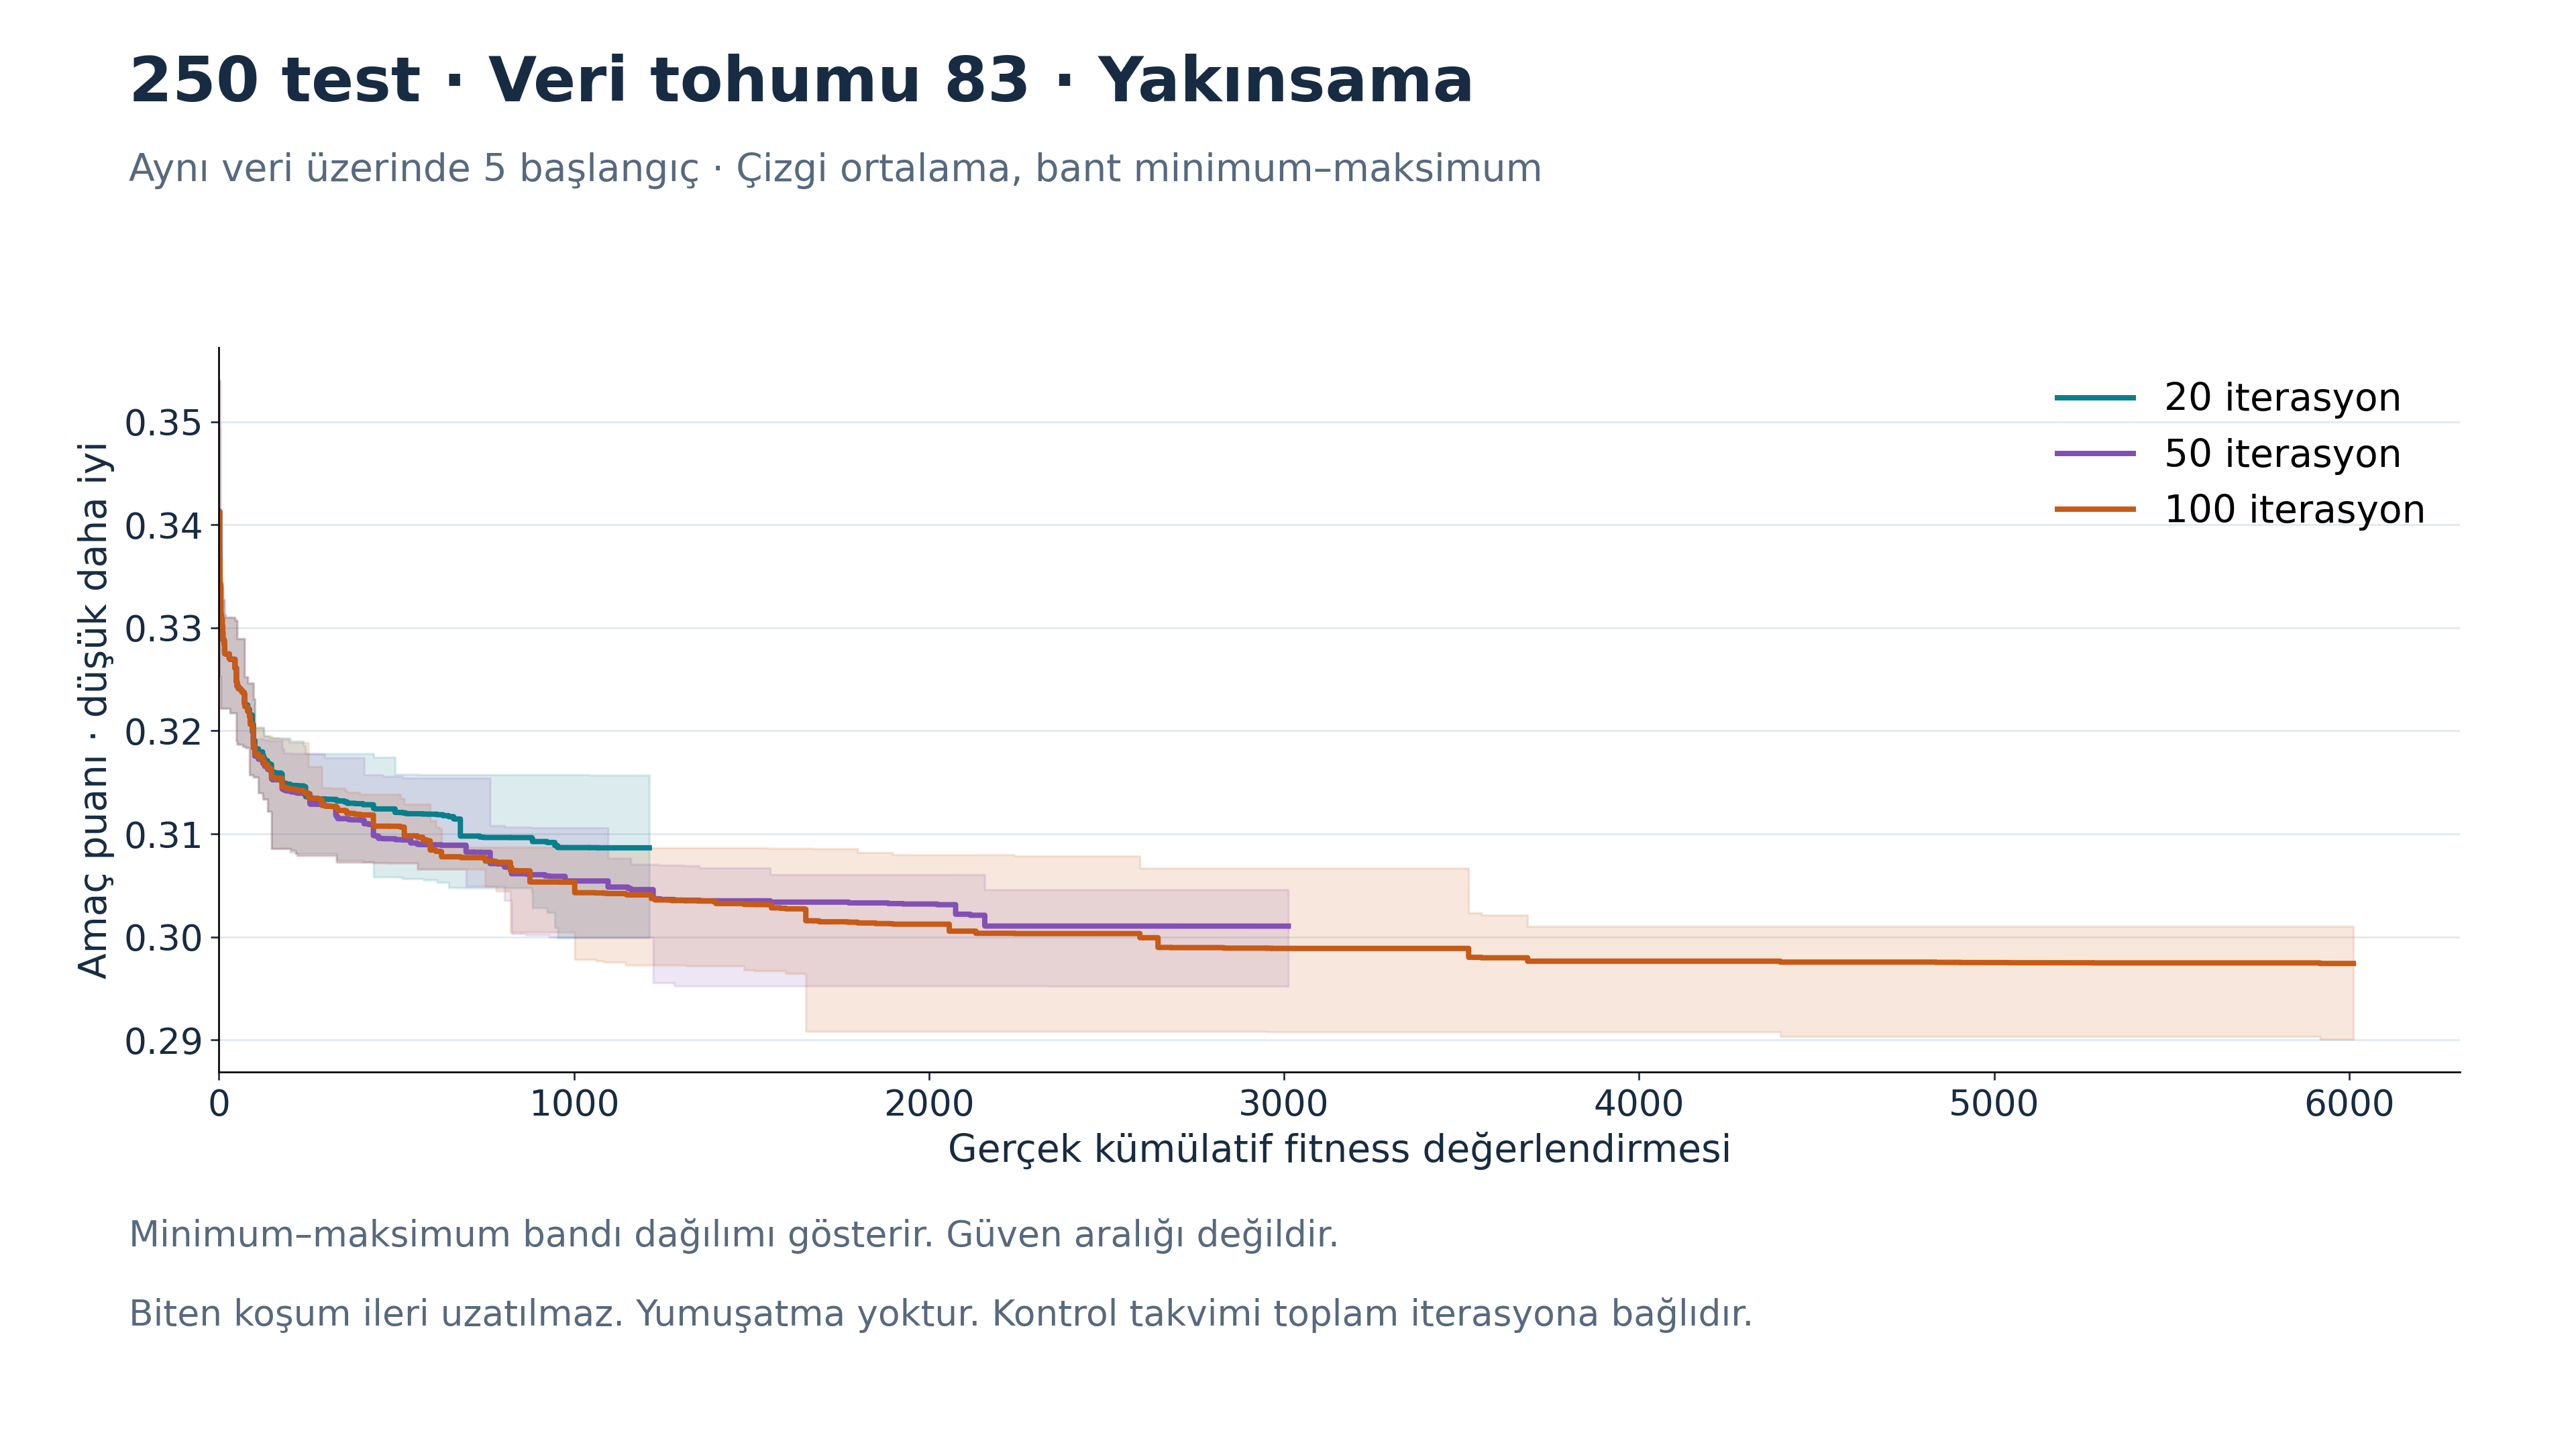 250 test · Veri tohumu 83 · Yakınsama
Aynı veri üzerinde 5 başlangıç · Çizgi ortalama, bant minimum–maksimum
20 iterasyon
50 iterasyon
100 iterasyon
Amaç puanı · düşük daha iyi
0.35
0.34
0.33
0.32
0.31
0.30
0.29
0 1000 2000 3000 4000 5000 6000
Gerçek kümülatif fitness değerlendirmesi
Minimum–maksimum bandı dağılımı gösterir. Güven aralığı değildir.
Biten koşum ileri uzatılmaz. Yumuşatma yoktur. Kontrol takvimi toplam iterasyona bağlıdır.